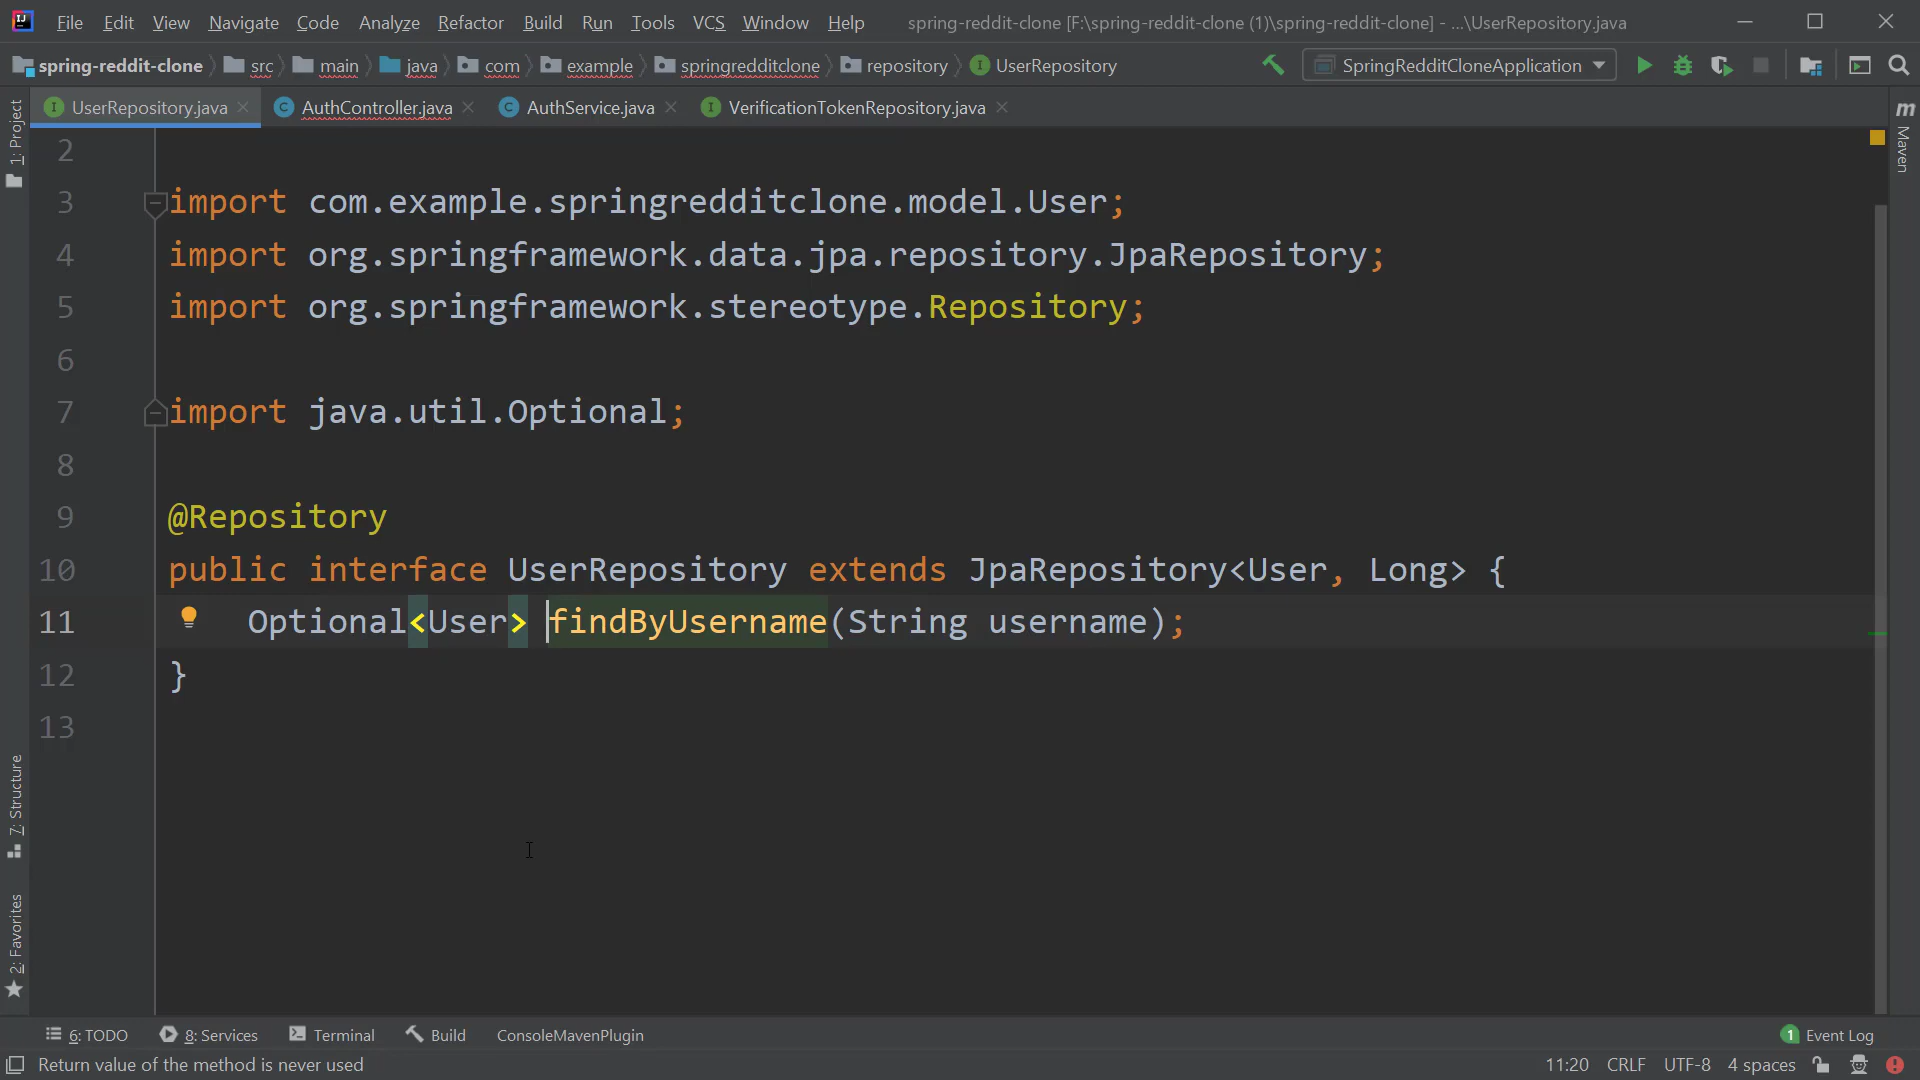 File Edit View Navigate Code Analyze Refactor Build Run Tools VCS Window Help spring-reddit-clone [F:\spring-reddit-clone (1)\spring-reddit-clone] - ...\UserRepository.java
spring-reddit-clone src main java com example springredditclone repository UserRepository SpringRedditCloneApplication
UserRepository.java AuthController.java AuthService.java VerificationTokenRepository.java
1: Project
Maven
2
3 import com.example.springredditclone.model.User;
4 import org.springframework.data.jpa.repository.JpaRepository;
5 import org.springframework.stereotype.Repository;
6
7 import java.util.Optional;
8
9 @Repository
10 public interface UserRepository extends JpaRepository<User, Long> {
11 Optional<User> findByUsername(String username);
12 }
13
7: Structure
2: Favorites
6: TODO 8: Services Terminal Build ConsoleMavenPlugin 1 Event Log
Return value of the method is never used 11:20 CRLF UTF-8 4 spaces